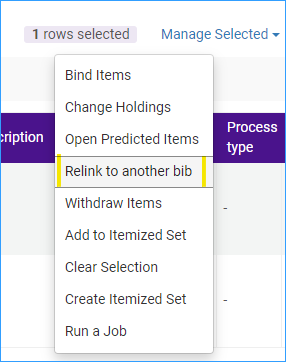 1 rows selected Manage Selected
Bind Items
Change Holdings
cription Open Predicted Items Process
type
Relink to another bib
Withdraw Items
-
Add to Itemized Set
Clear Selection
Create Itemized Set
-
Run a Job